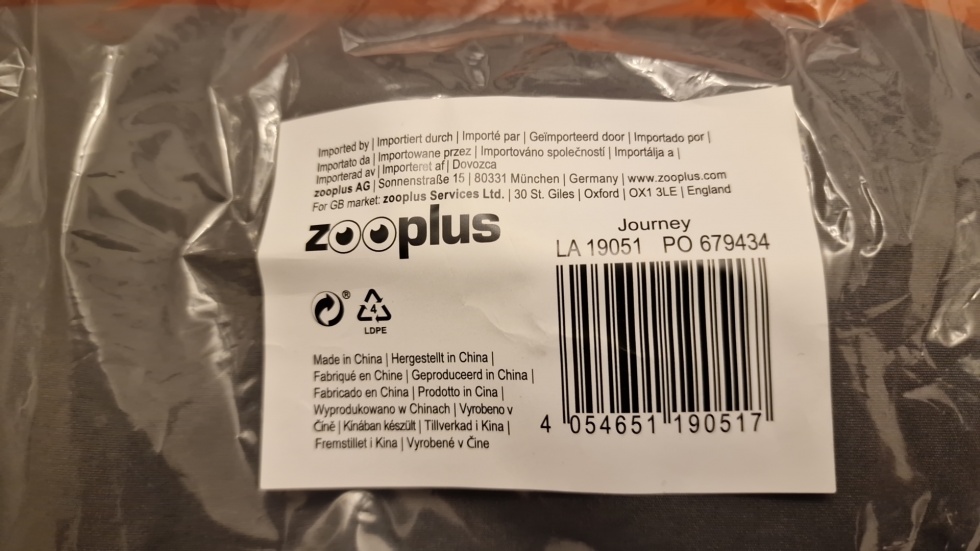 Imported by | Importiert durch | Importé par | Geïmporteerd door | Importado por |
Importato da | Importowane przez | Importováno společností | Importálja a |
Importerad av | Importeret af | Dovozca
zooplus AG | Sonnenstraße 15 | 80331 München | Germany | www.zooplus.com
For GB market: zooplus Services Ltd. | 30 St. Giles | Oxford | OX1 3LE | England
zooplus
Journey
LA 19051 PO 679434
®
4
LDPE
Made in China | Hergestellt in China |
Fabriqué en Chine | Geproduceerd in China |
Fabricado en China | Prodotto in Cina |
Wyprodukowano w Chinach | Vyrobeno v
Číně | Kínában készült | Tillverkad i Kina |
Fremstillet i Kina | Vyrobené v Číne
4 054651 190517